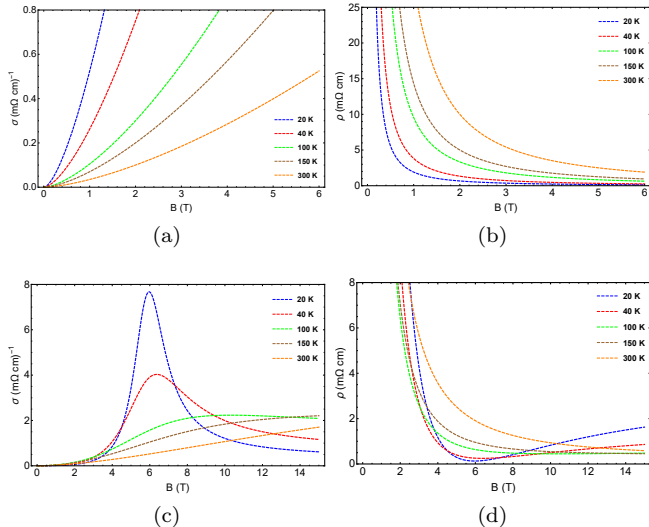 0.8
0.6
0.4
0.2
0.0
σ (mΩ cm)⁻¹
0 1 2 3 4 5 6
B (T)
20 K
40 K
100 K
150 K
300 K
(a)
25
20
15
10
5
0
ρ (mΩ cm)
0 1 2 3 4 5 6
B (T)
20 K
40 K
100 K
150 K
300 K
(b)
8
6
4
2
0
σ (mΩ cm)⁻¹
0 2 4 6 8 10 12 14
B (T)
20 K
40 K
100 K
150 K
300 K
(c)
8
6
4
2
0
ρ (mΩ cm)
0 2 4 6 8 10 12 14
B (T)
20 K
40 K
100 K
150 K
300 K
(d)